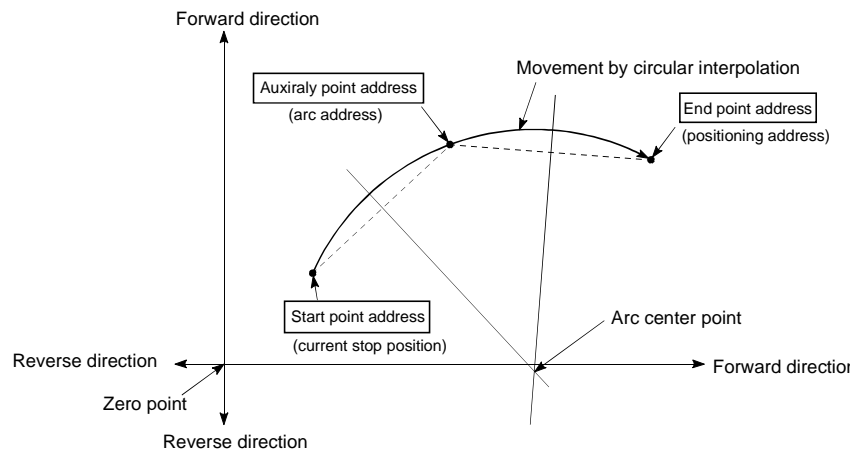 Forward direction
Movement by circular interpolation
Auxiraly point address
(arc address)
End point address
(positioning address)
Start point address
(current stop position)
Arc center point
Reverse direction
Forward direction
Zero point
Reverse direction